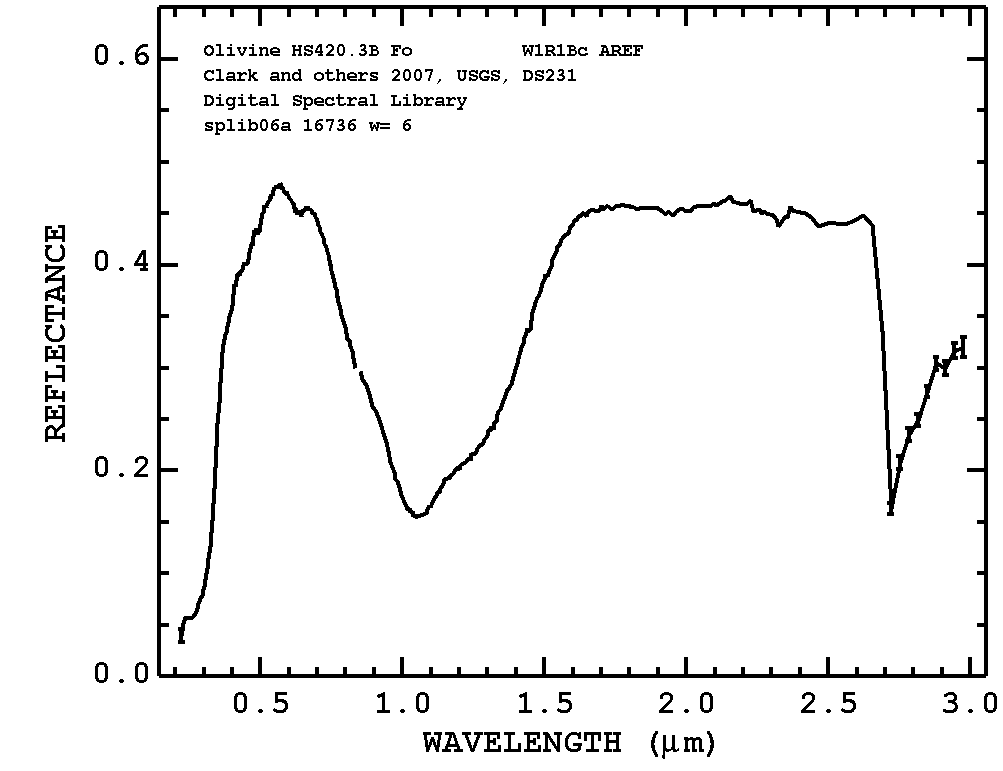 Olivine HS420.3B Fo W1R1Bc AREF
Clark and others 2007, USGS, DS231
Digital Spectral Library
splib06a 16736 w= 6
0.6
0.4
0.2
0.0
REFLECTANCE
0.5 1.0 1.5 2.0 2.5 3.0
WAVELENGTH (μm)